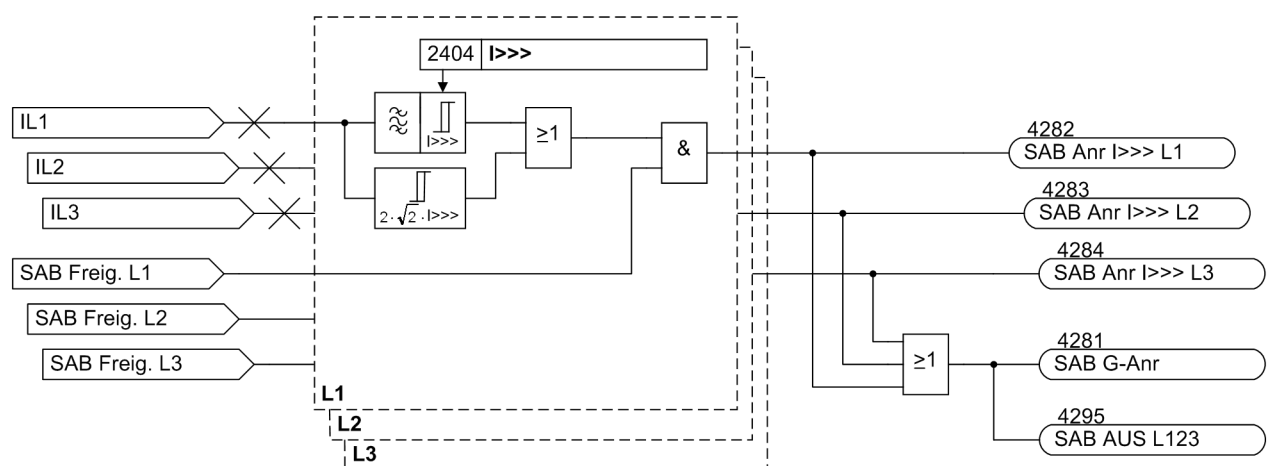 2404 I>>>
IL1
IL2
IL3
I>>>
≥1
&
2·√2·I>>>
4282
SAB Anr I>>> L1
4283
SAB Anr I>>> L2
4284
SAB Anr I>>> L3
SAB Freig. L1
SAB Freig. L2
SAB Freig. L3
≥1
4281
SAB G-Anr
4295
SAB AUS L123
L1
L2
L3